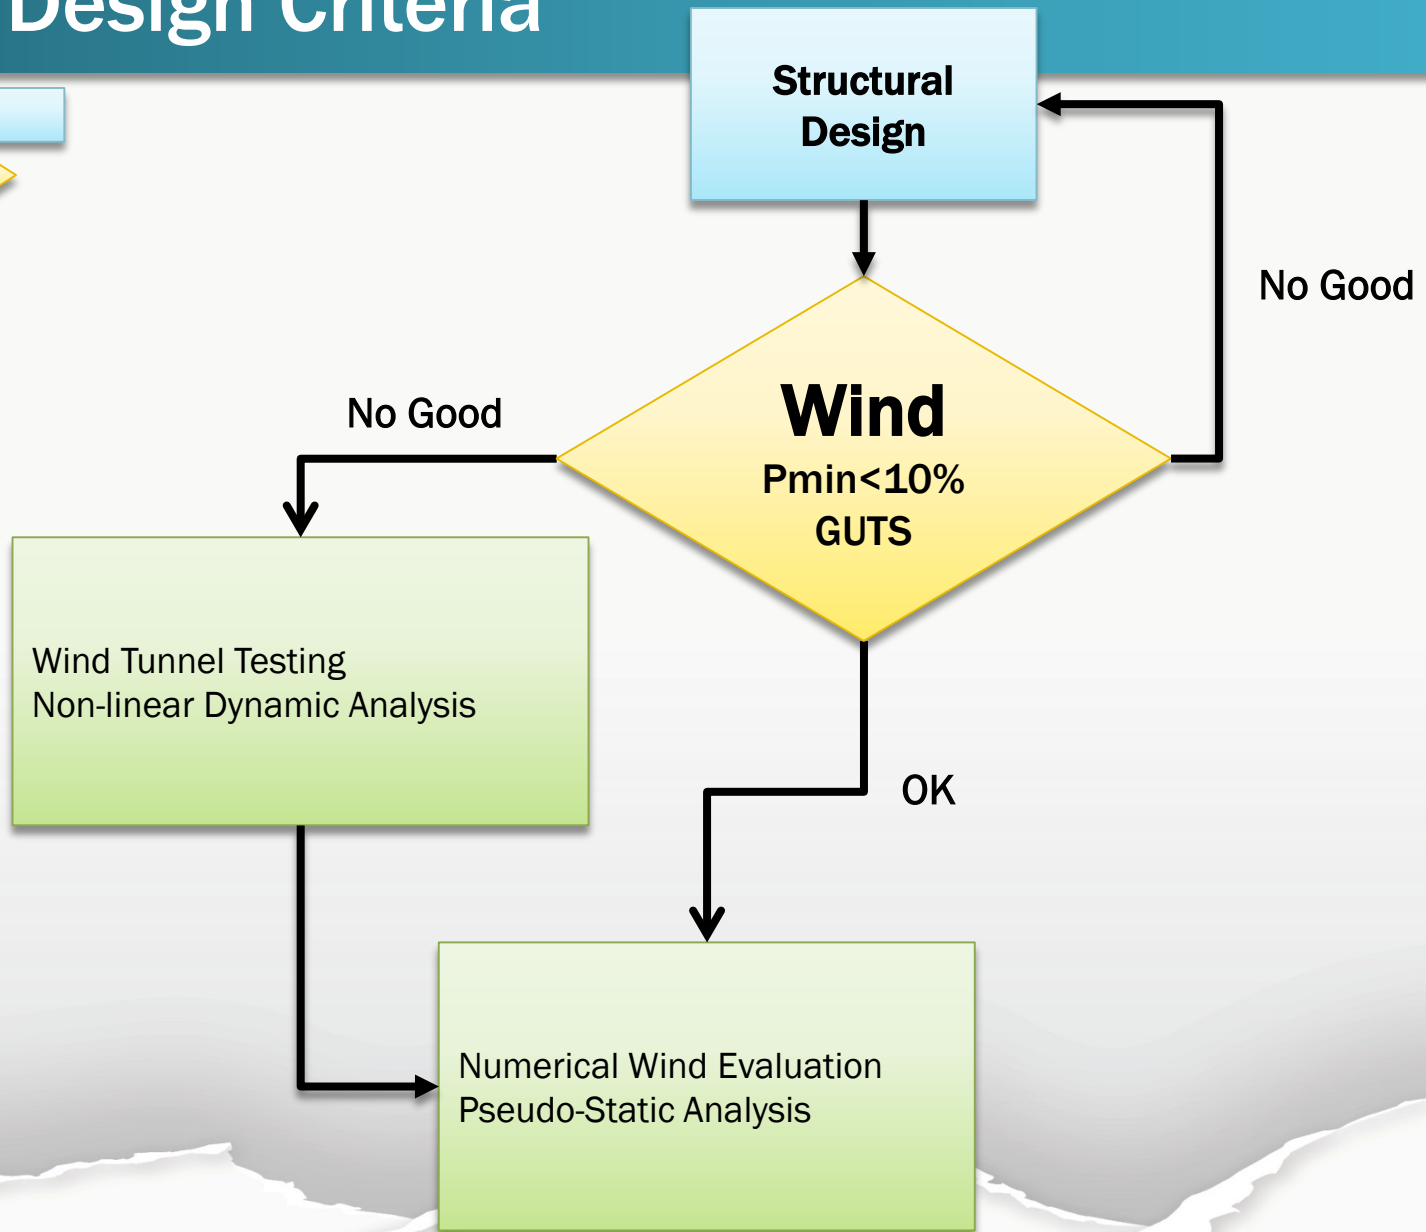 Design Criteria
Structural
Design
No Good
No Good
Wind
Pmin<10%
GUTS
Wind Tunnel Testing
Non-linear Dynamic Analysis
OK
Numerical Wind Evaluation
Pseudo-Static Analysis